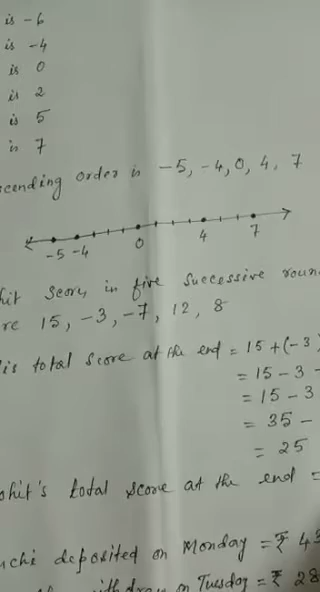 is -6
is -4
is 0
is 2
is 5
is 7
scending order is -5, -4, 0, 4, 7
-5 -4 0 4 7
hit Scores in five Successive roun
re 15, -3, -7, 12, 8
is total Score at the end = 15 + (-3)
= 15 - 3 -
= 15 - 3
= 35 -
= 25
ohit's total score at the end =
uchi deposited on Monday = ₹ 43
on Tuesday = ₹ 28